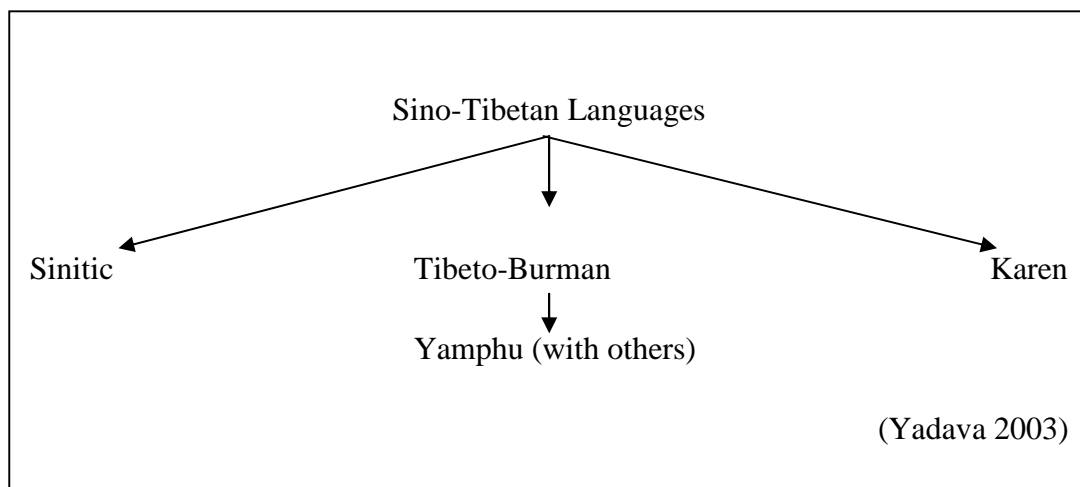 Sino-Tibetan Languages
Sinitic Tibeto-Burman Karen
Yamphu (with others)
(Yadava 2003)